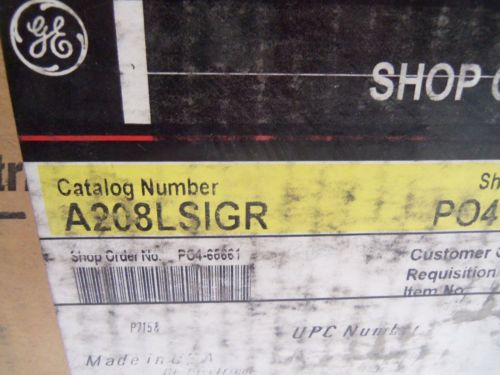 GE
SHOP
Catalog Number
A208LSIGR
PO4
Shop Order No. PO4-66661
Customer
Requisition
Item No.
P7158
UPC Number
Made in USA